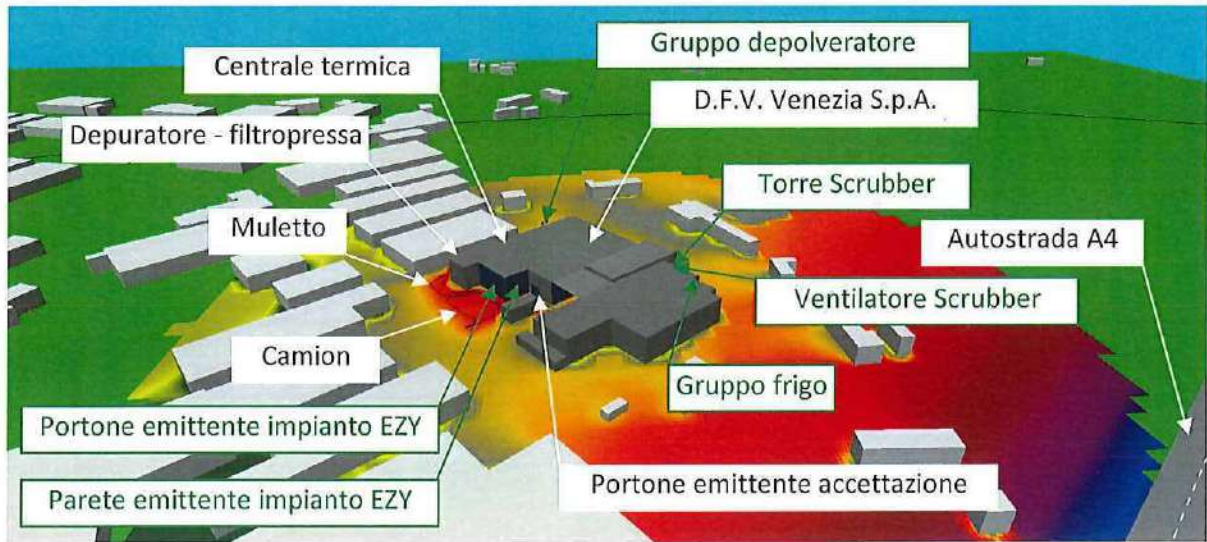 Gruppo depolveratore
Centrale termica
D.F.V. Venezia S.p.A.
Depuratore - filtropressa
Torre Scrubber
Muletto
Autostrada A4
Ventilatore Scrubber
Camion
Gruppo frigo
Portone emittente impianto EZY
Portone emittente accettazione
Parete emittente impianto EZY